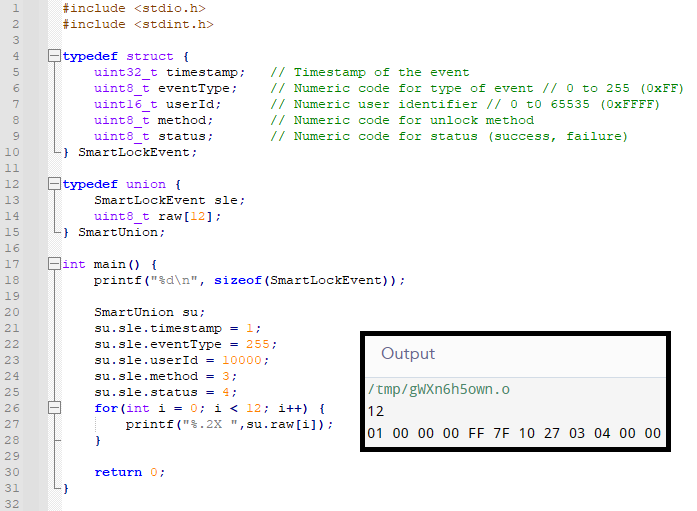 1 #include <stdio.h>
2 #include <stdint.h>
3
4 typedef struct {
5 uint32_t timestamp; // Timestamp of the event
6 uint8_t eventType; // Numeric code for type of event // 0 to 255 (0xFF)
7 uint16_t userId; // Numeric user identifier // 0 t0 65535 (0xFFFF)
8 uint8_t method; // Numeric code for unlock method
9 uint8_t status; // Numeric code for status (success, failure)
10 } SmartLockEvent;
11
12 typedef union {
13 SmartLockEvent sle;
14 uint8_t raw[12];
15 } SmartUnion;
16
17 int main() {
18 printf("%d\n", sizeof(SmartLockEvent));
19
20 SmartUnion su;
21 su.sle.timestamp = 1;
22 su.sle.eventType = 255;
23 su.sle.userId = 10000;
24 su.sle.method = 3;
25 su.sle.status = 4;
26 for(int i = 0; i < 12; i++) {
27 printf("%.2X ",su.raw[i]);
28 }
29
30 return 0;
31 }
32
Output
/tmp/gWXn6h5own.o
12
01 00 00 00 FF 7F 10 27 03 04 00 00